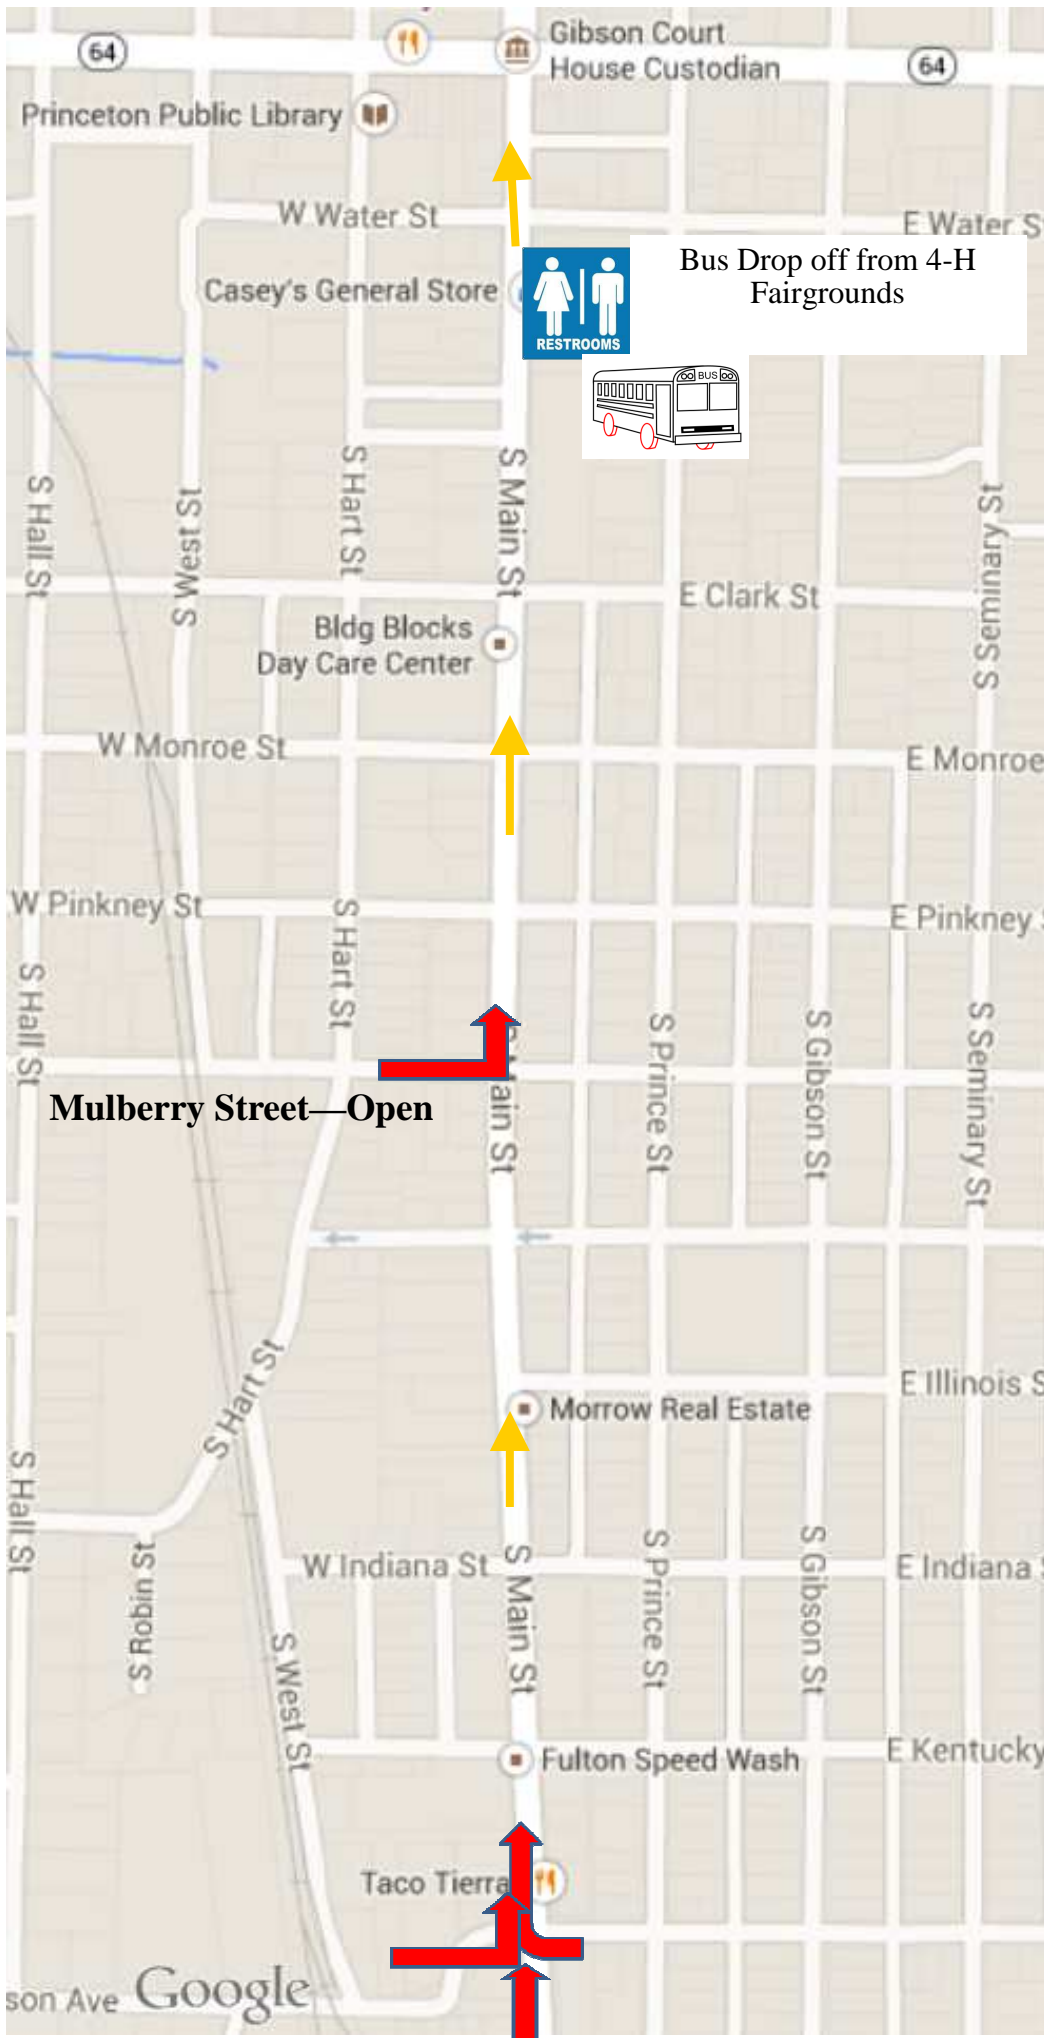 Gibson Court
House Custodian
64
64
Princeton Public Library
W Water St
E Water S
Bus Drop off from 4-H
Fairgrounds
Casey's General Store
RESTROOMS
BUS
S Hall St
S West St
S Hart St
S Main St
S Seminary St
E Clark St
Bldg Blocks
Day Care Center
W Monroe St
E Monroe
W Pinkney St
E Pinkney
S Hall St
S Hart St
Main St
S Prince St
S Gibson St
S Seminary St
Mulberry Street—Open
S Hart St
E Illinois S
Morrow Real Estate
S Hall St
S Robin St
W Indiana St
S Main St
S Prince St
S Gibson St
E Indiana
S West St
Fulton Speed Wash
E Kentucky
Taco Tierra
son Ave
Google